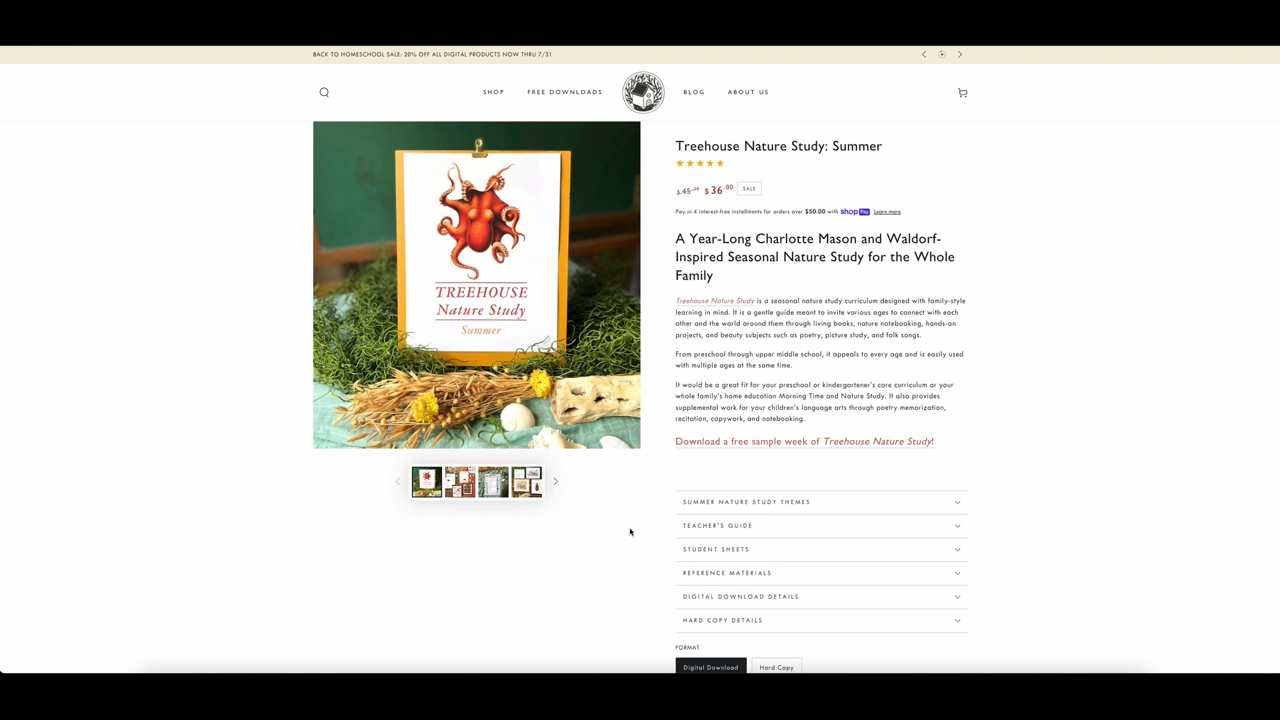 BACK TO HOMESCHOOL SALE: 20% OFF ALL DIGITAL PRODUCTS NOW THRU 7/31
SHOP
FREE DOWNLOADS
BLOG
ABOUT US
TREEHOUSE
Nature Study
Summer
Treehouse Nature Study: Summer
$45.00 $36.00 SALE
Pay in 4 interest-free installments for orders over $50.00 with shop Pay Learn more
A Year-Long Charlotte Mason and Waldorf-
Inspired Seasonal Nature Study for the Whole
Family
Treehouse Nature Study is a seasonal nature study curriculum designed with family-style
learning in mind. It is a gentle guide meant to invite various ages to connect with each
other and the world around them through living books, nature notebooking, hands-on
projects, and beauty subjects such as poetry, picture study, and folk songs.
From preschool through upper middle school, it appeals to every age and is easily used
with multiple ages at the same time.
It would be a great fit for your preschool or kindergartener's core curriculum or your
whole family's home education Morning Time and Nature Study. It also provides
supplemental work for your children's language arts through poetry memorization,
recitation, copywork, and notebooking.
Download a free sample week of Treehouse Nature Study!
SUMMER NATURE STUDY THEMES
TEACHER'S GUIDE
STUDENT SHEETS
REFERENCE MATERIALS
DIGITAL DOWNLOAD DETAILS
HARD COPY DETAILS
FORMAT
Digital Download
Hard Copy